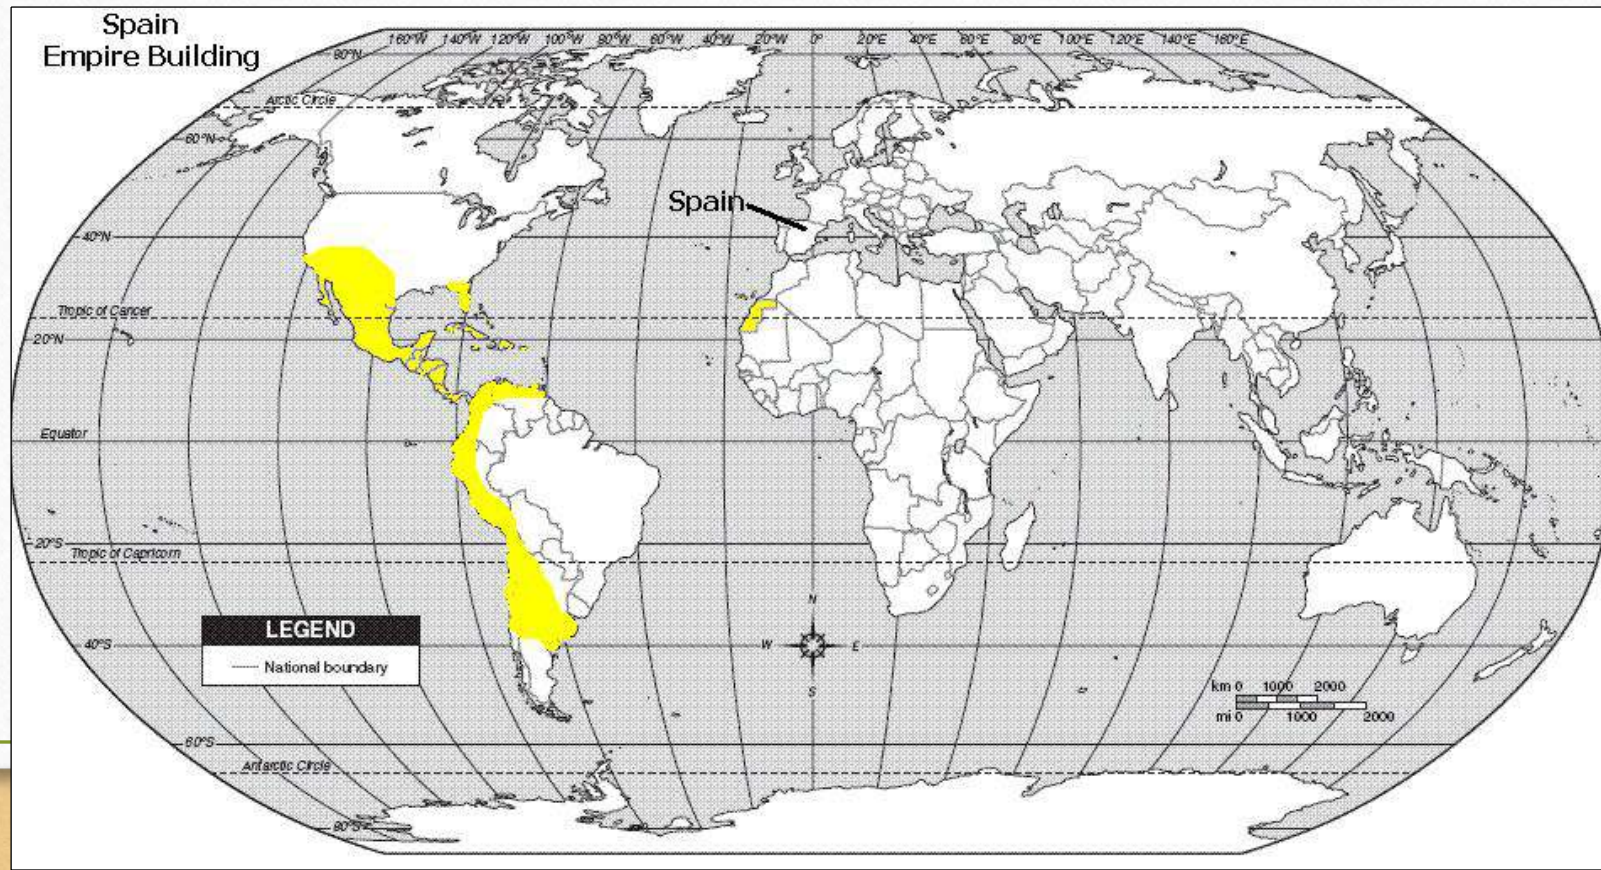 Spain
Empire Building
160°W 140°W 120°W 100°W 80°W 60°W 40°W 20°W 0° 20°E 40°E 60°E 80°E 100°E 120°E 140°E 160°E
80°N
Arctic Circle
60°N
Spain
40°N
Tropic of Cancer
20°N
Equator
20°S
Tropic of Capricorn
LEGEND
National boundary
40°S
N
W E
S
km 0 1000 2000
mi 0 1000 2000
60°S
Antarctic Circle
80°S